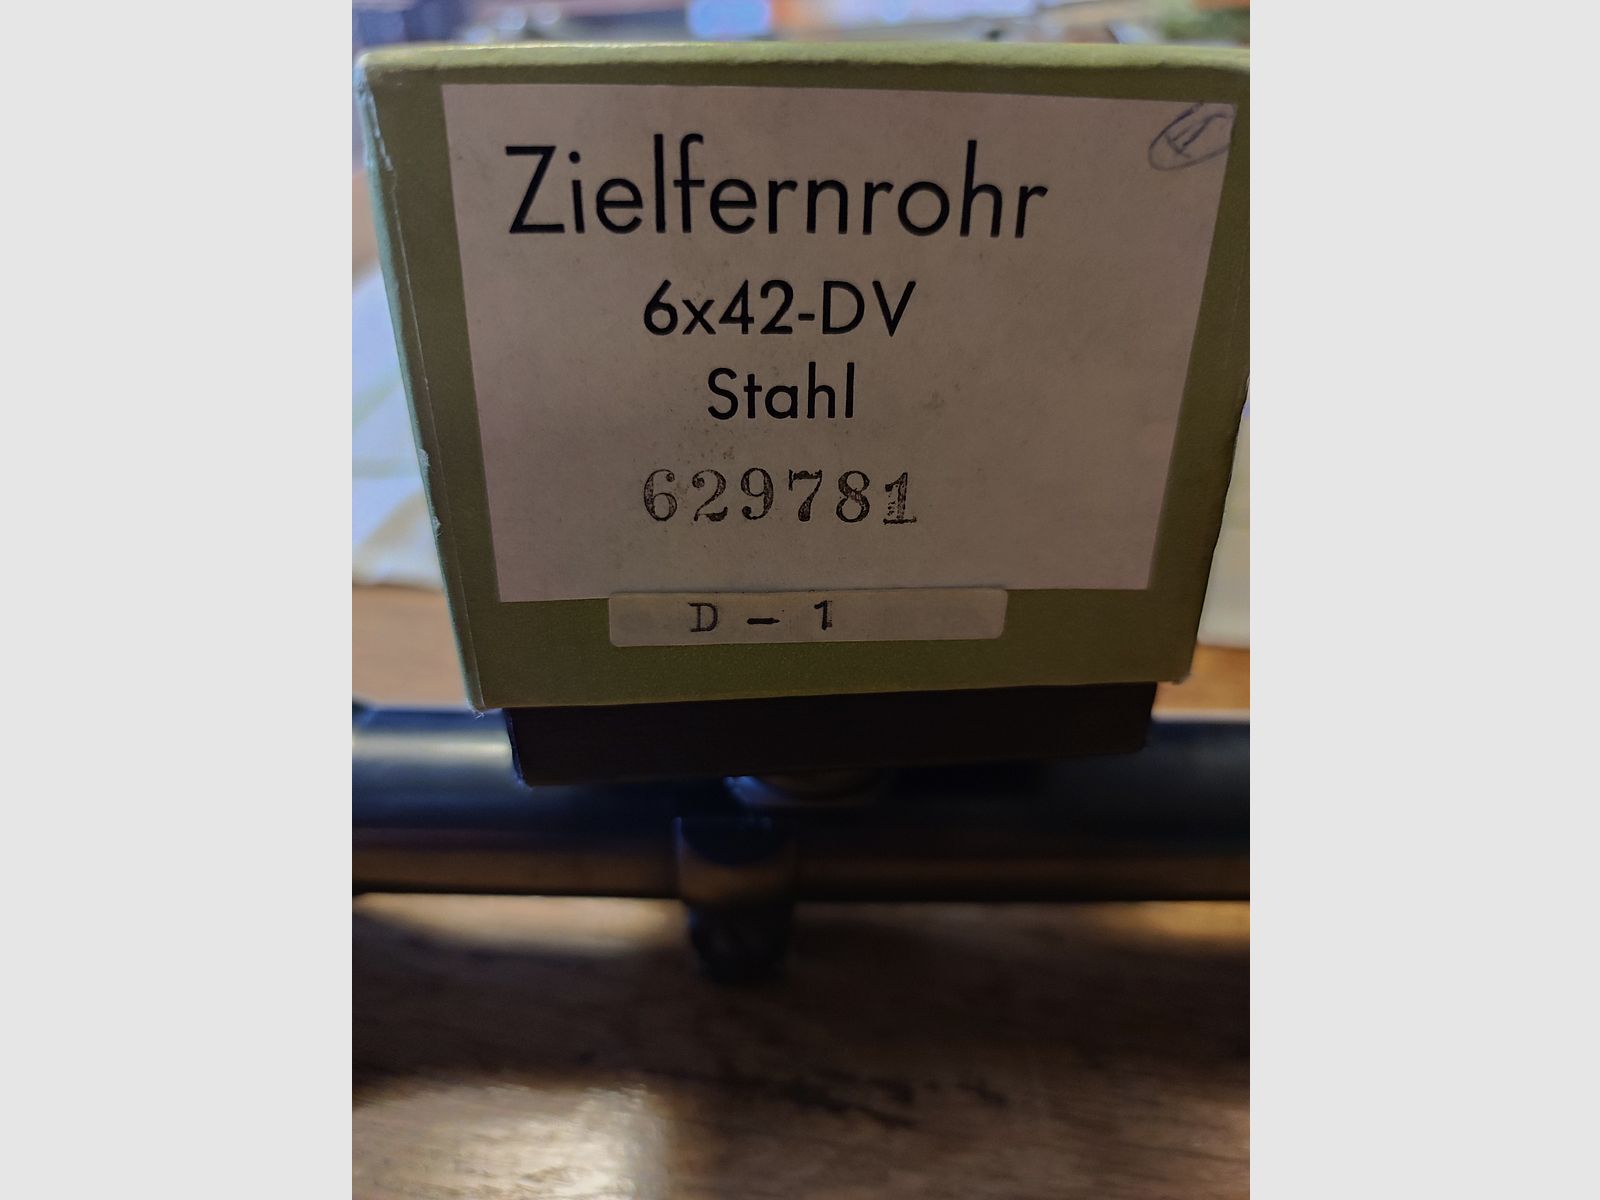 Zielfernrohr
6x42-DV
Stahl
629781
D - 1